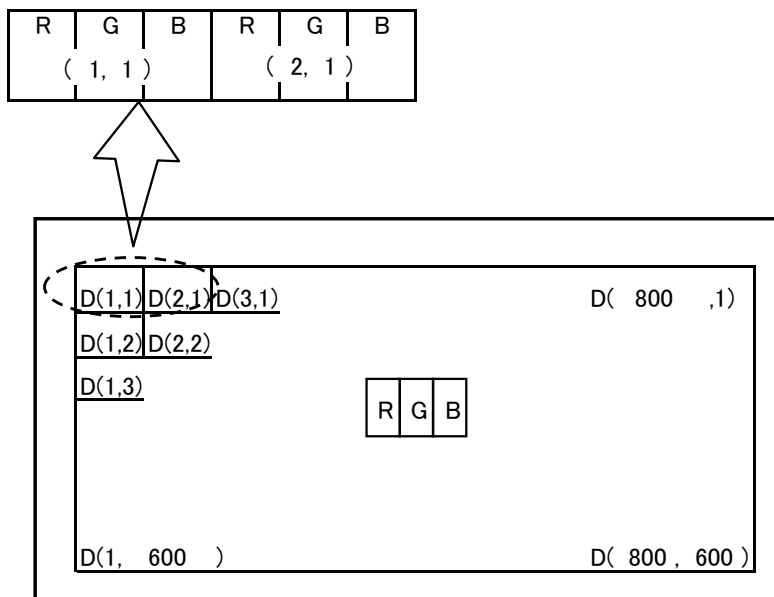 R G B R G B
( 1, 1 ) ( 2, 1 )
D(1,1) D(2,1) D(3,1) D( 800 ,1)
D(1,2) D(2,2)
D(1,3)
R G B
D(1, 600 ) D( 800 , 600 )